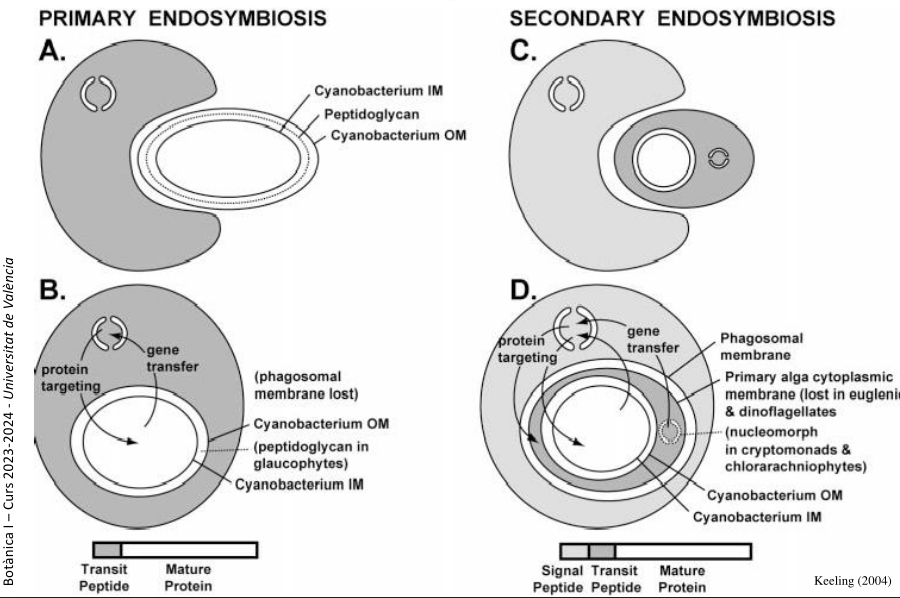 PRIMARY ENDOSYMBIOSIS
A.
Cyanobacterium IM
Peptidoglycan
Cyanobacterium OM
B.
protein
targeting
gene
transfer
(phagosomal
membrane lost)
Cyanobacterium OM
(peptidoglycan in
glaucophytes)
Cyanobacterium IM
Transit
Peptide
Mature
Protein
SECONDARY ENDOSYMBIOSIS
C.
D.
protein
targeting
gene
transfer
Phagosomal
membrane
Primary alga cytoplasmic
membrane (lost in euglenic
& dinoflagellates
(nucleomorph
in cryptomonads &
chlorarachniophytes)
Cyanobacterium OM
Cyanobacterium IM
Signal
Peptide
Transit
Peptide
Mature
Protein
Keeling (2004)
Botànica I – Curs 2023-2024 - Universitat de València